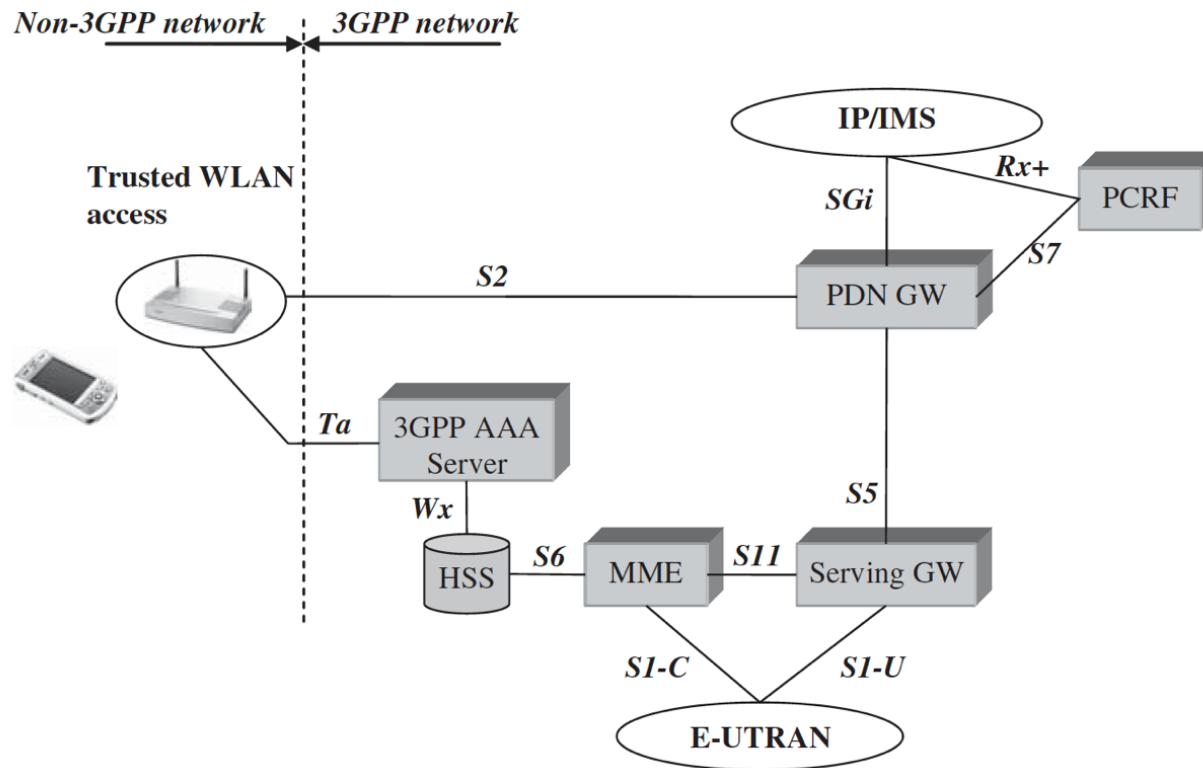 Non-3GPP network
3GPP network
IP/IMS
Rx+
PCRF
Trusted WLAN
access
SGi
S7
S2
PDN GW
Ta
3GPP AAA
Server
S5
Wx
HSS
S6
MME
S11
Serving GW
S1-C
S1-U
E-UTRAN